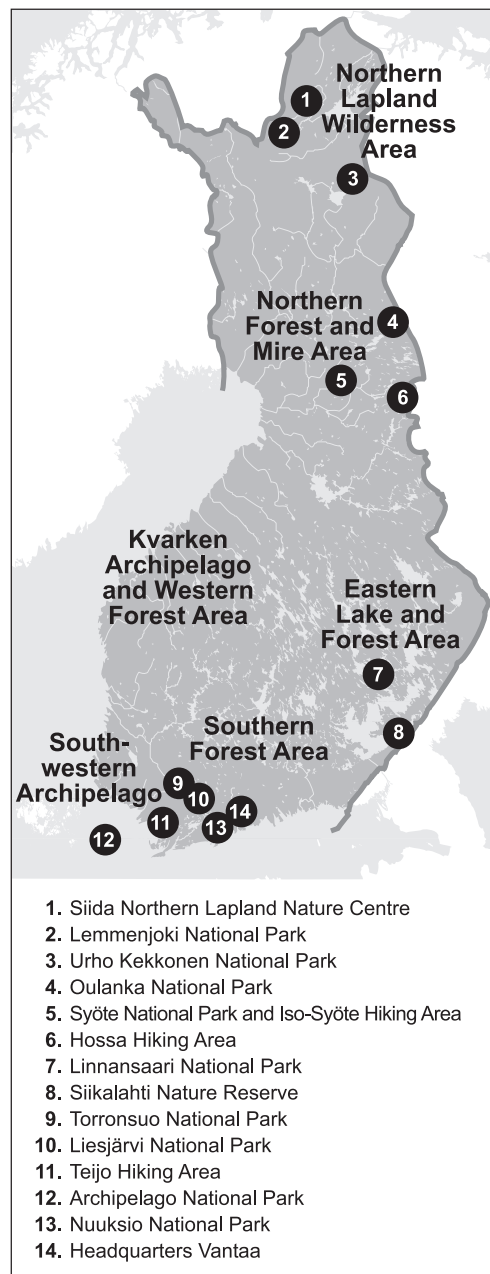 Northern
Lapland
Wilderness
Area
1
2
3
Northern
Forest and
Mire Area
4
5
6
Kvarken
Archipelago
and Western
Forest Area
Eastern
Lake and
Forest Area
7
8
Southern
Forest Area
South-
western
Archipelago
9
10
11
12
13
14
1. Siida Northern Lapland Nature Centre
2. Lemmenjoki National Park
3. Urho Kekkonen National Park
4. Oulanka National Park
5. Syöte National Park and Iso-Syöte Hiking Area
6. Hossa Hiking Area
7. Linnansaari National Park
8. Siikalahti Nature Reserve
9. Torronsuo National Park
10. Liesjärvi National Park
11. Teijo Hiking Area
12. Archipelago National Park
13. Nuuksio National Park
14. Headquarters Vantaa